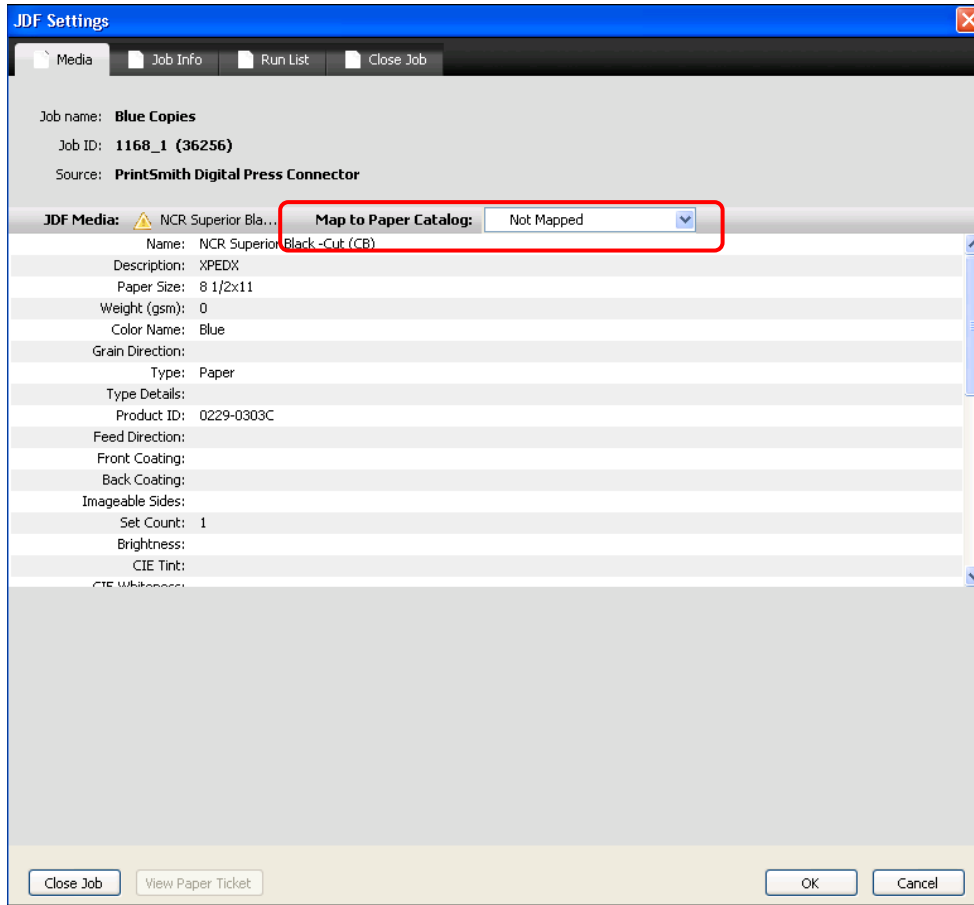 JDF Settings
Media Job Info Run List Close Job
Job name: Blue Copies
Job ID: 1168_1 (36256)
Source: PrintSmith Digital Press Connector
JDF Media: NCR Superior Bla... Map to Paper Catalog: Not Mapped
Name: NCR Superior Black -Cut (CB)
Description: XPEDX
Paper Size: 8 1/2x11
Weight (gsm): 0
Color Name: Blue
Grain Direction:
Type: Paper
Type Details:
Product ID: 0229-0303C
Feed Direction:
Front Coating:
Back Coating:
Imageable Sides:
Set Count: 1
Brightness:
CIE Tint:
CIE Whiteness:
Close Job View Paper Ticket OK Cancel